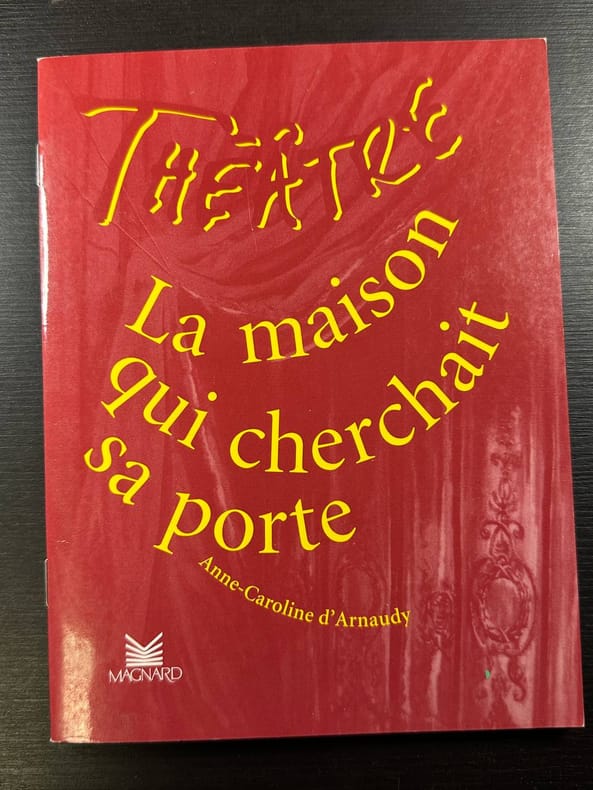 THÉÂTRE
La maison
qui cherchait
sa porte
Anne-Caroline d'Arnaudy
MAGNARD